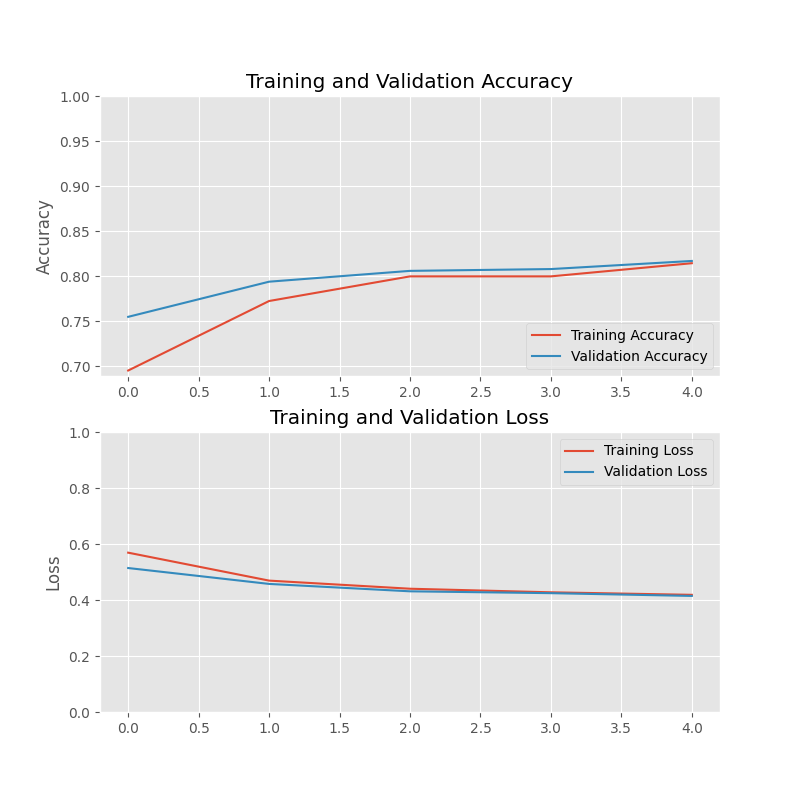 Training and Validation Accuracy
1.00
0.95
0.90
0.85
0.80
0.75
0.70
Accuracy
Training Accuracy
Validation Accuracy
0.0 0.5 1.0 1.5 2.0 2.5 3.0 3.5 4.0
Training and Validation Loss
1.0
0.8
0.6
0.4
0.2
0.0
Loss
Training Loss
Validation Loss
0.0 0.5 1.0 1.5 2.0 2.5 3.0 3.5 4.0